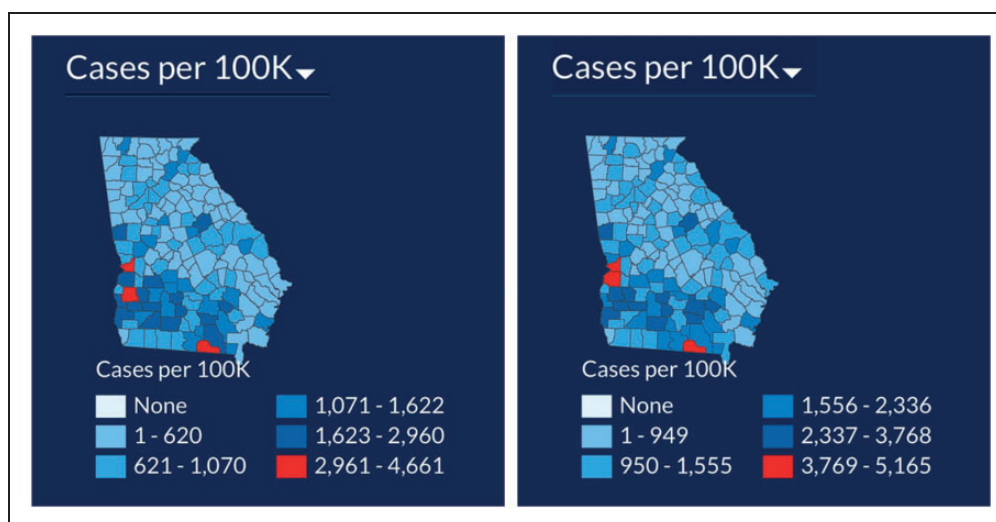 Cases per 100K
Cases per 100K
None
1 - 620
621 - 1,070
1,071 - 1,622
1,623 - 2,960
2,961 - 4,661
Cases per 100K
Cases per 100K
None
1 - 949
950 - 1,555
1,556 - 2,336
2,337 - 3,768
3,769 - 5,165